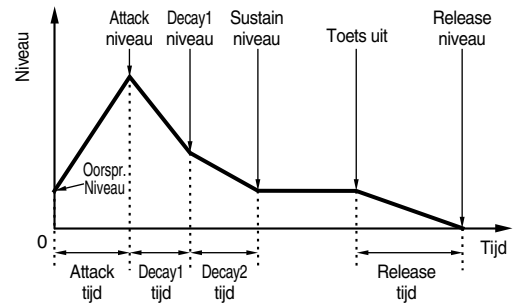 Attack
niveau
Decay1
niveau
Sustain
niveau
Toets uit
Release
niveau
Niveau
Oorspr.
Niveau
0
Tijd
Attack
tijd
Decay1
tijd
Decay2
tijd
Release
tijd